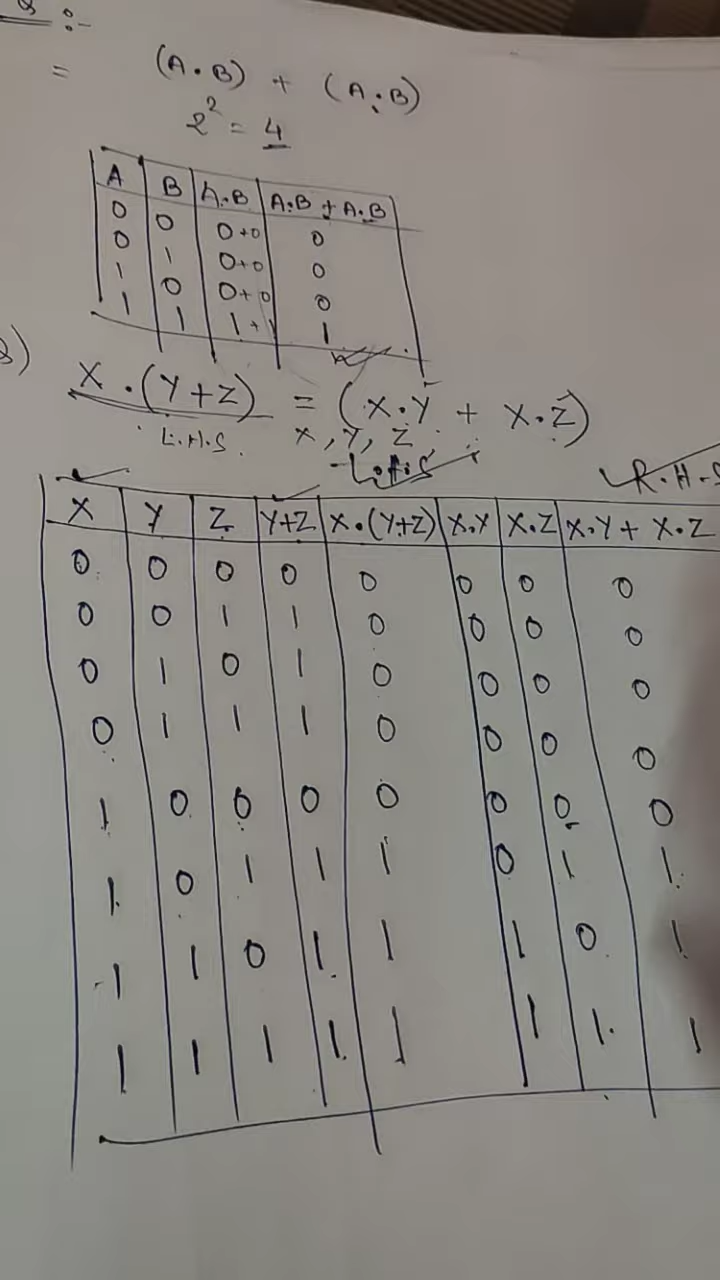 :-
= (A.B) + (A.B)
2² = 4
A B A.B A.B + A.B
0 0 0+0 0
0 1 0+0 0
1 0 0+0 0
1 1 1+1 1
X.(Y+Z) = (X.Y + X.Z)
L.H.S. X, Y, Z
L.H.S R.H.S
X Y Z Y+Z X.(Y+Z) X.Y X.Z X.Y + X.Z
0 0 0 0 0 0 0 0
0 0 1 1 0 0 0 0
0 1 0 1 0 0 0 0
0 1 1 1 0 0 0 0
1 0 0 0 0 0 0 0
1 0 1 1 1 0 1 1
1 1 0 1 1 1 0 1
1 1 1 1 1 1 1 1